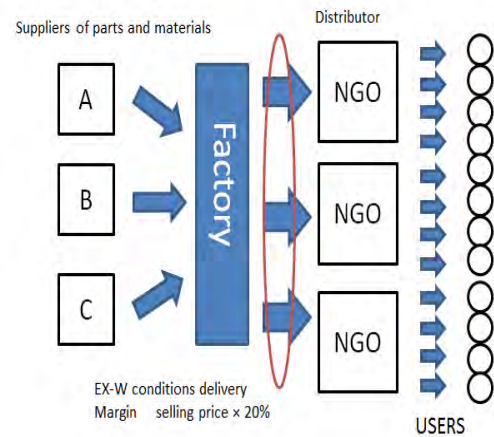 Suppliers of parts and materials
Distributor
A
B
C
Factory
NGO
NGO
NGO
EX-W conditions delivery
Margin selling price × 20%
USERS